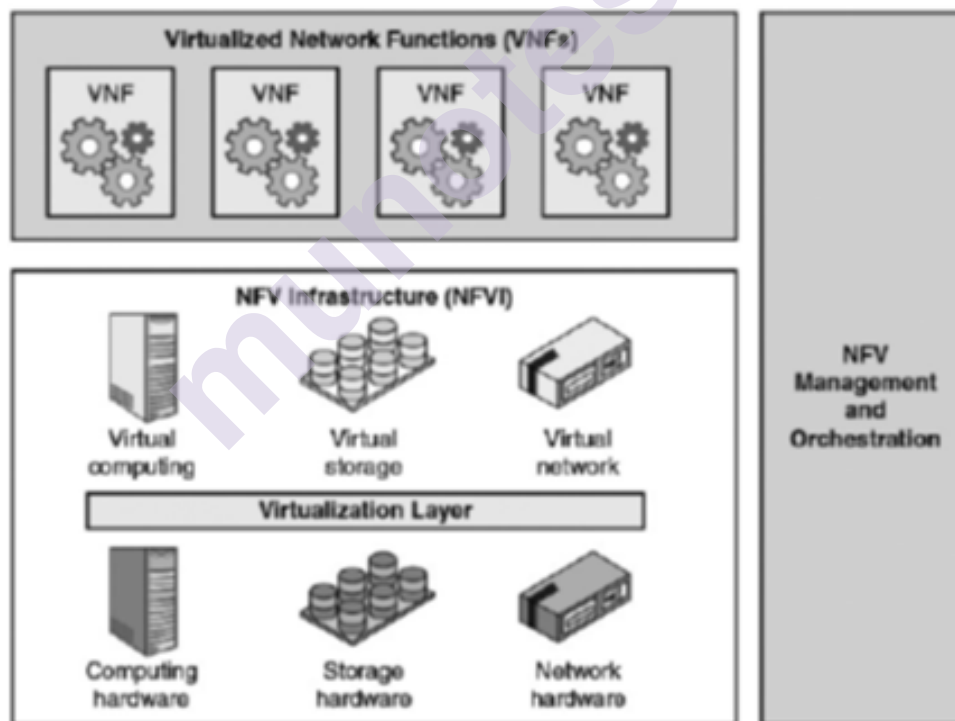 Virtualized Network Functions (VNFs)
VNF
VNF
VNF
VNF
NFV Infrastructure (NFVI)
Virtual
computing
Virtual
storage
Virtual
network
Virtualization Layer
Computing
hardware
Storage
hardware
Network
hardware
NFV
Management
and
Orchestration
munotes